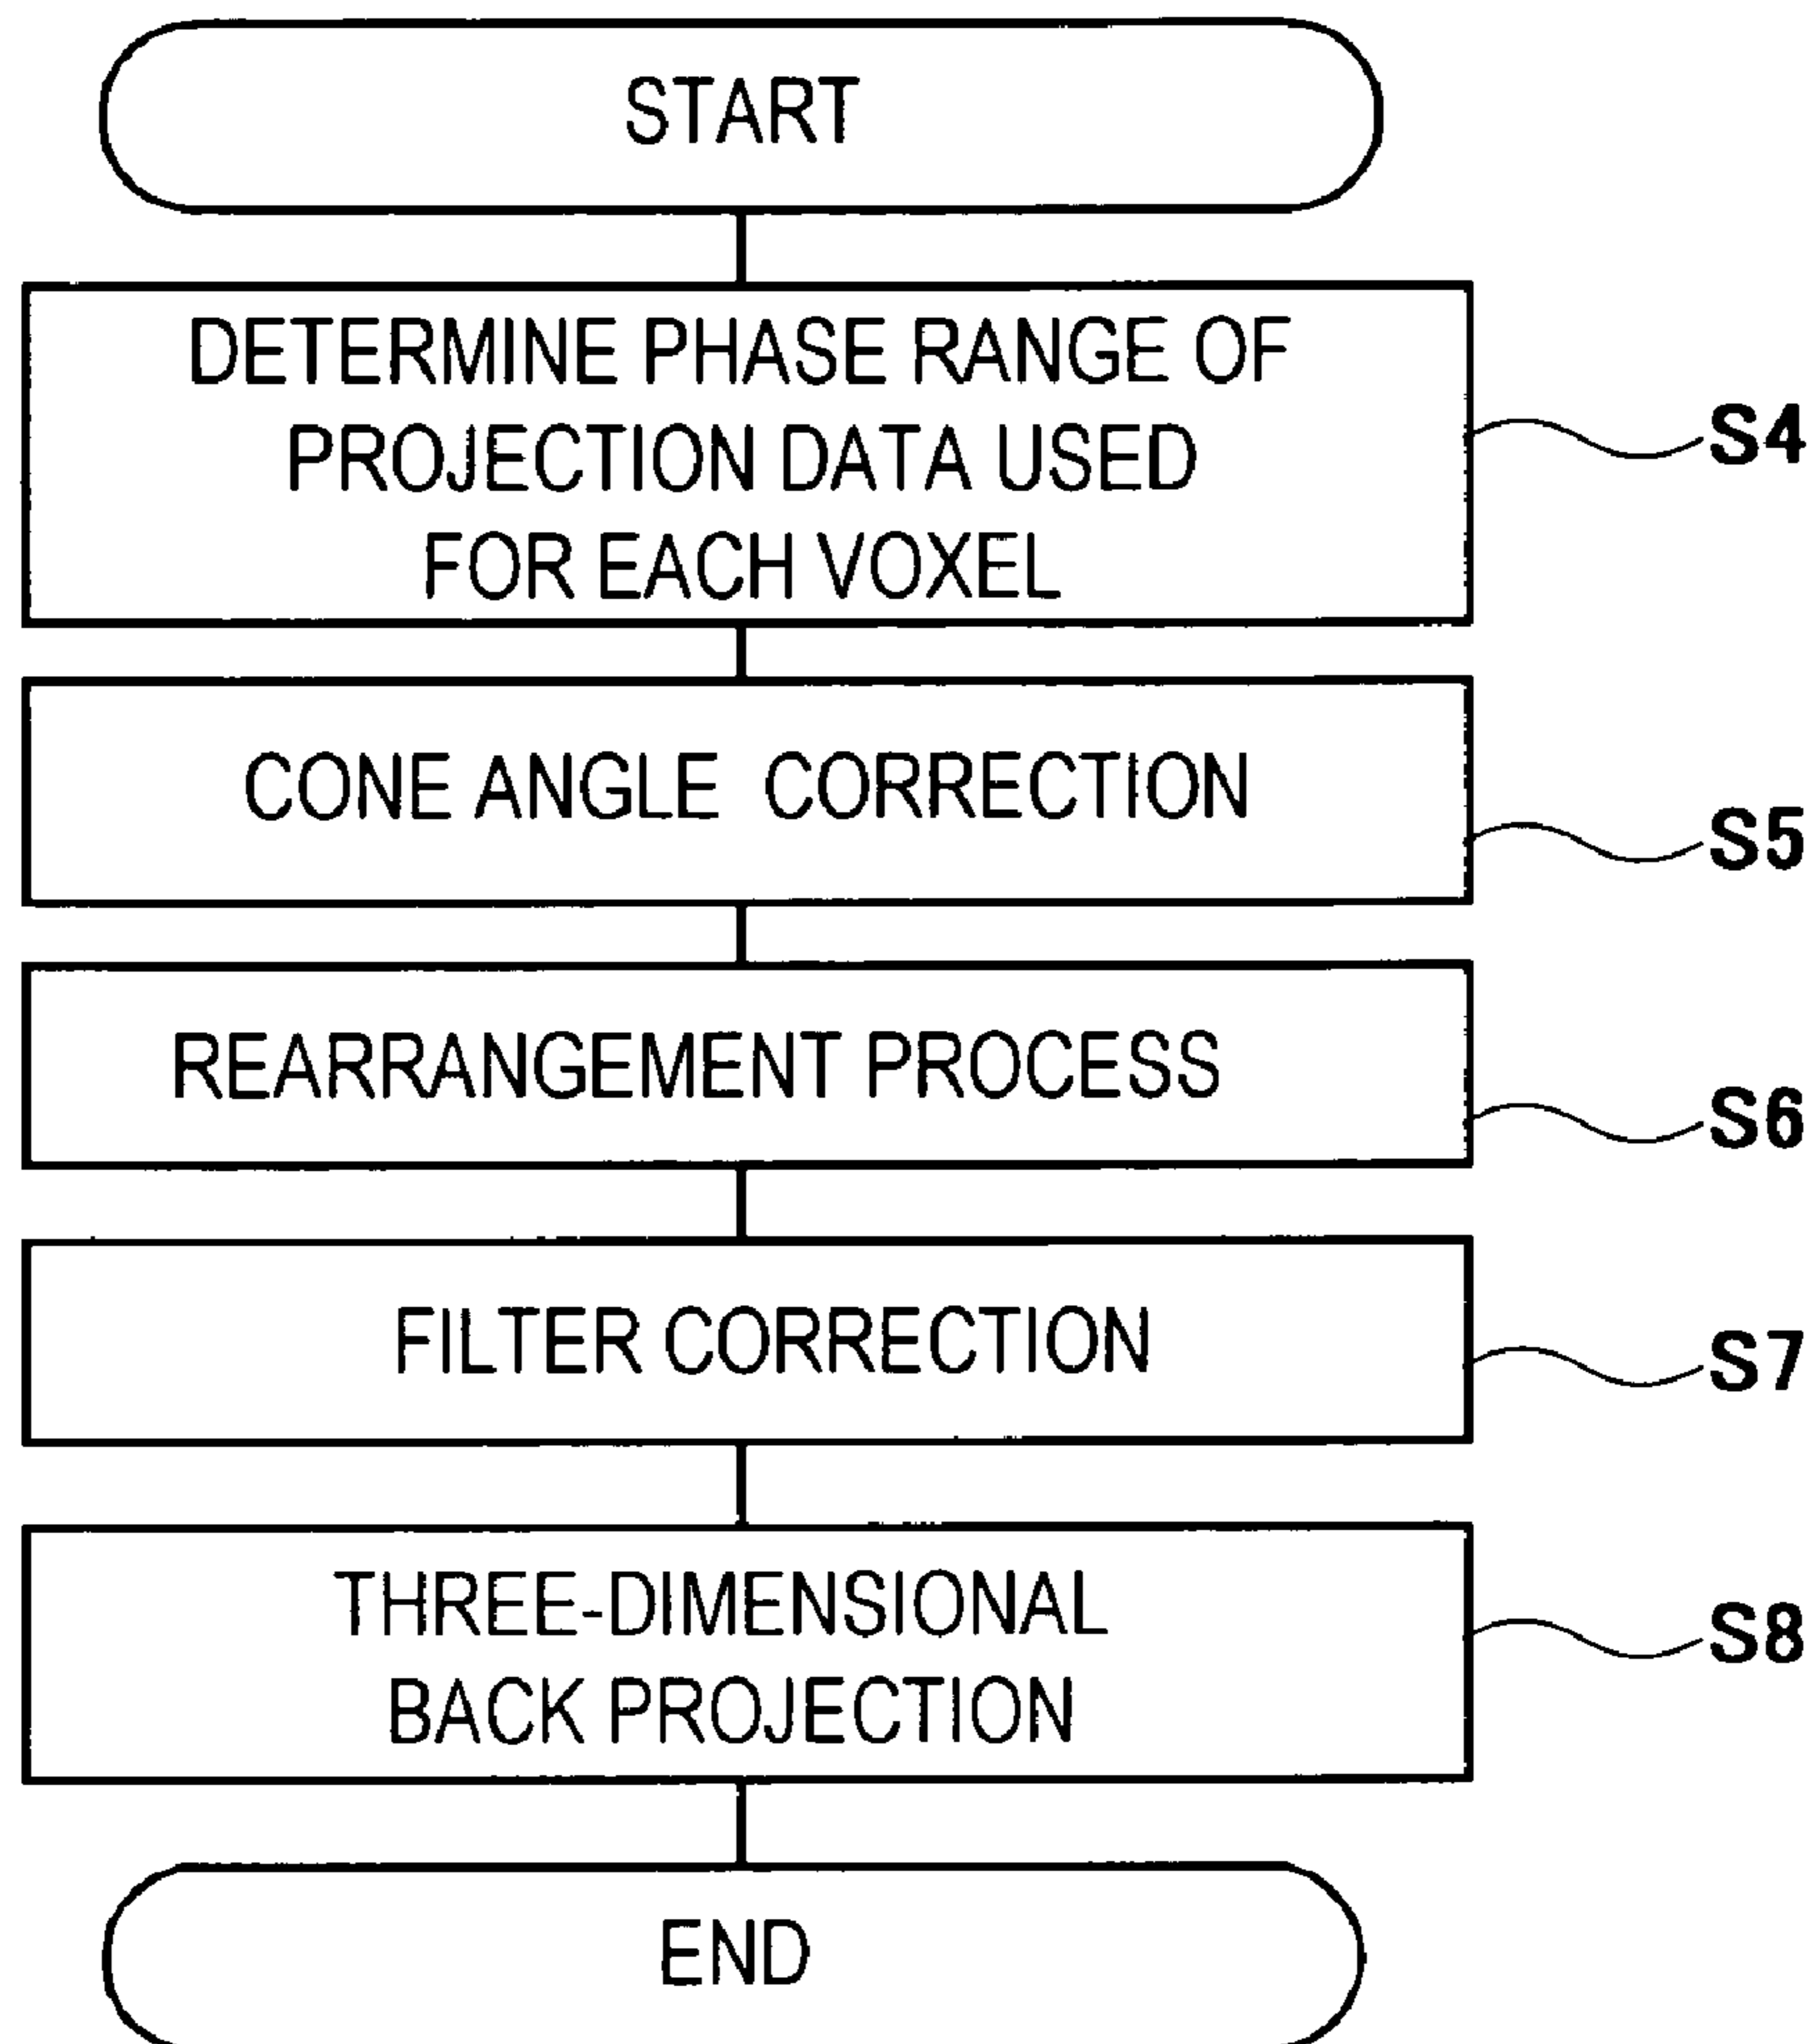 START
DETERMINE PHASE RANGE OF
PROJECTION DATA USED
FOR EACH VOXEL
S4
CONE ANGLE CORRECTION
S5
REARRANGEMENT PROCESS
S6
FILTER CORRECTION
S7
THREE-DIMENSIONAL
BACK PROJECTION
S8
END